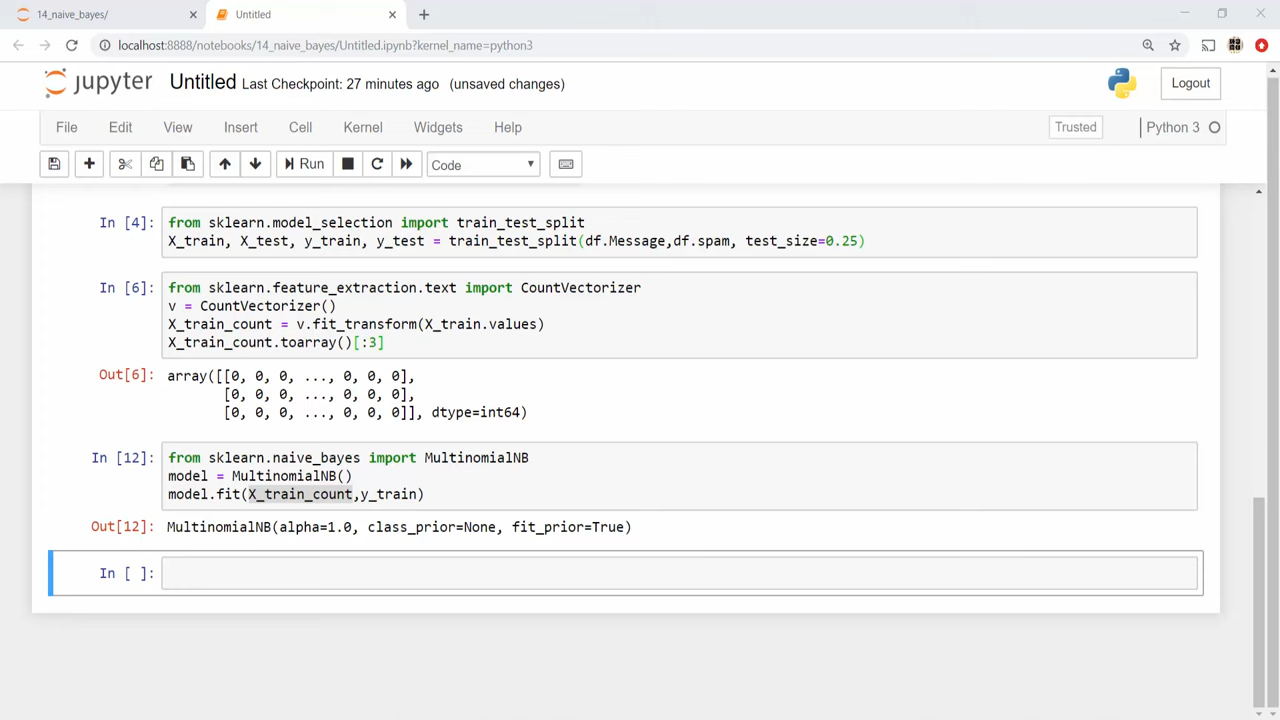 14_naive_bayes/
Untitled
localhost:8888/notebooks/14_naive_bayes/Untitled.ipynb?kernel_name=python3
jupyter Untitled Last Checkpoint: 27 minutes ago (unsaved changes) Logout
File Edit View Insert Cell Kernel Widgets Help Trusted Python 3
Run Code
In [4]: from sklearn.model_selection import train_test_split
X_train, X_test, y_train, y_test = train_test_split(df.Message,df.spam, test_size=0.25)
In [6]: from sklearn.feature_extraction.text import CountVectorizer
v = CountVectorizer()
X_train_count = v.fit_transform(X_train.values)
X_train_count.toarray()[:3]
Out[6]: array([[0, 0, 0, ..., 0, 0, 0],
[0, 0, 0, ..., 0, 0, 0],
[0, 0, 0, ..., 0, 0, 0]], dtype=int64)
In [12]: from sklearn.naive_bayes import MultinomialNB
model = MultinomialNB()
model.fit(X_train_count,y_train)
Out[12]: MultinomialNB(alpha=1.0, class_prior=None, fit_prior=True)
In [ ]: